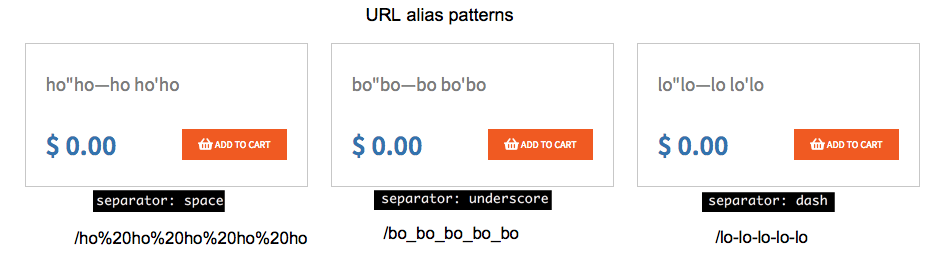 URL alias patterns
ho"ho—ho ho'ho
$ 0.00 ADD TO CART
separator: space
/ho%20ho%20ho%20ho%20ho
bo"bo—bo bo'bo
$ 0.00 ADD TO CART
separator: underscore
/bo_bo_bo_bo_bo
lo"lo—lo lo'lo
$ 0.00 ADD TO CART
separator: dash
/lo-lo-lo-lo-lo